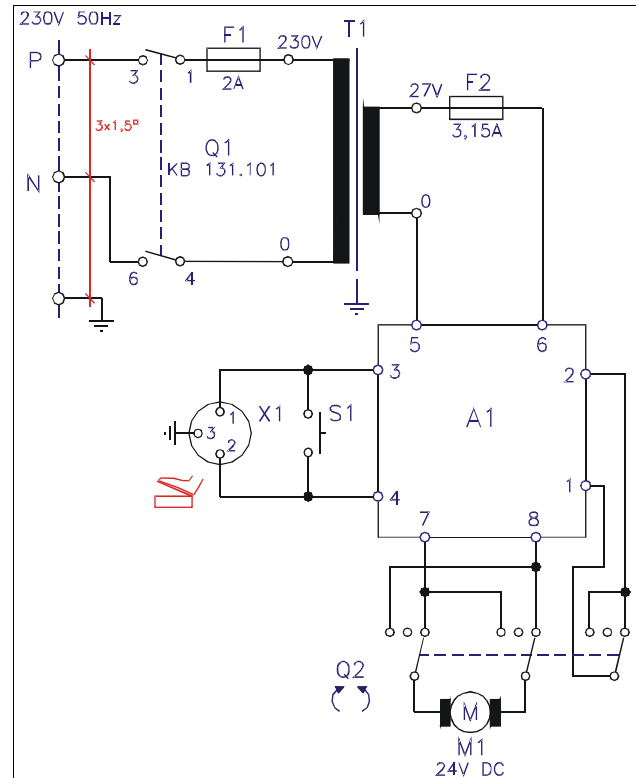 230V 50Hz
T1
F1
230V
P
3
1
2A
27V
F2
3x1,5□
3,15A
Q1
N
KB 131.101
0
0
6
4
5
6
3
2
X1
S1
1
A1
3
2
4
1
7
8
Q2
M
M1
24V DC